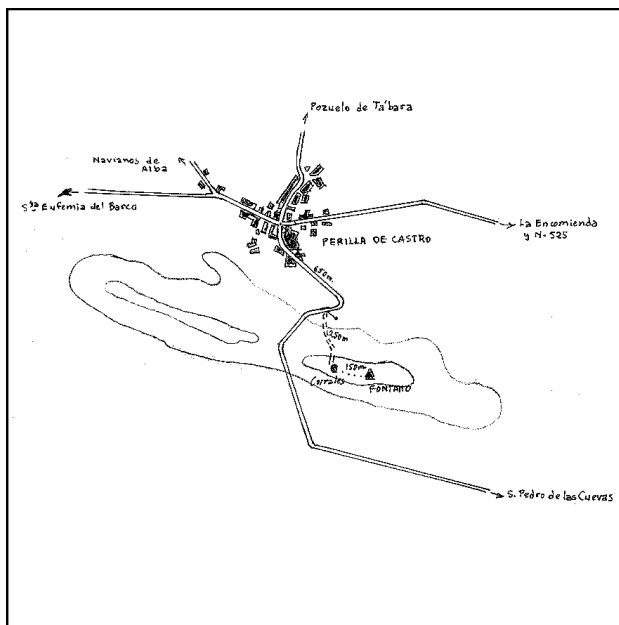 Pozuelo de Tábara
Navianos de
Alba
Sta Eufemia del Barco
La Encomienda
y N-525
PERILLA DE CASTRO
650m.
1250m
150m
Corrales
FONTANO
S. Pedro de las Cuevas